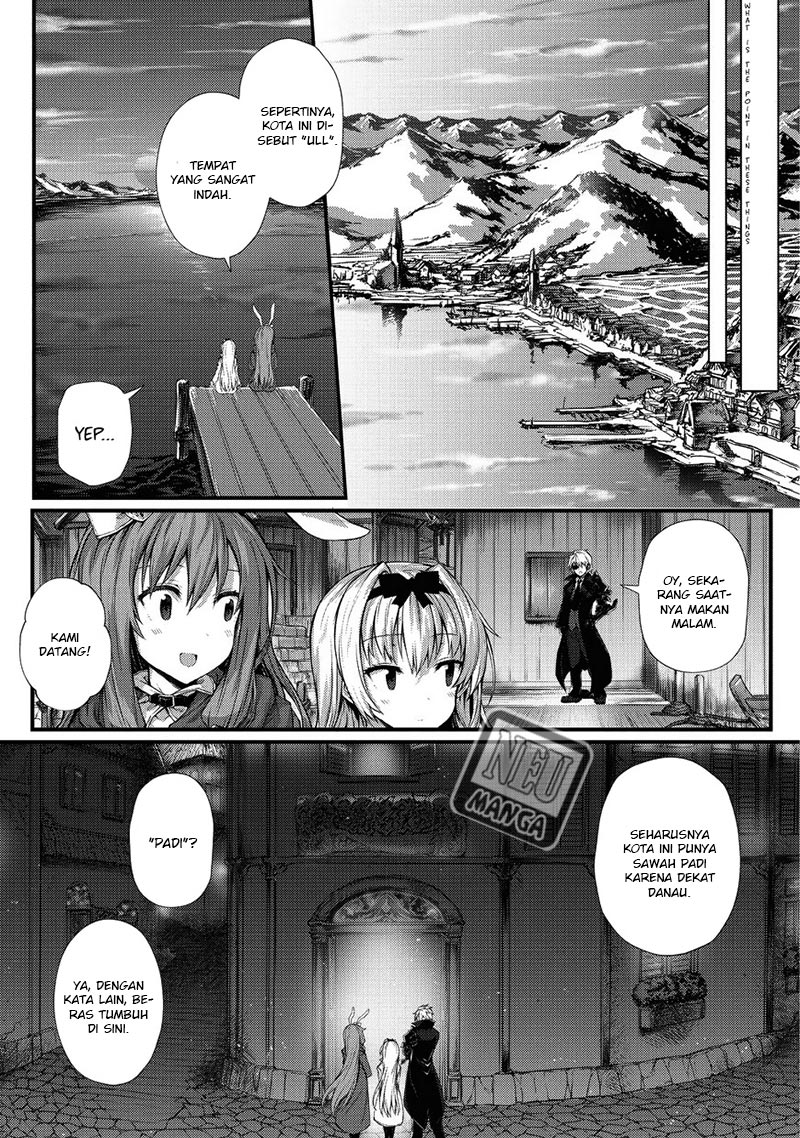 WHAT IS THE POINT IN THESE THINGS
SEPERTINYA,
KOTA INI DI-
SEBUT "ULL".
TEMPAT
YANG SANGAT
INDAH.
YEP...
OY, SEKA-
RANG SAAT-
NYA MAKAN
MALAM.
KAMI
DATANG!
NEU
MANGA
SEHARUSNYA
KOTA INI PUNYA
SAWAH PADI
KARENA DEKAT
DANAU.
"PADI"?
YA, DENGAN
KATA LAIN, BE-
RAS TUMBUH
DI SINI.